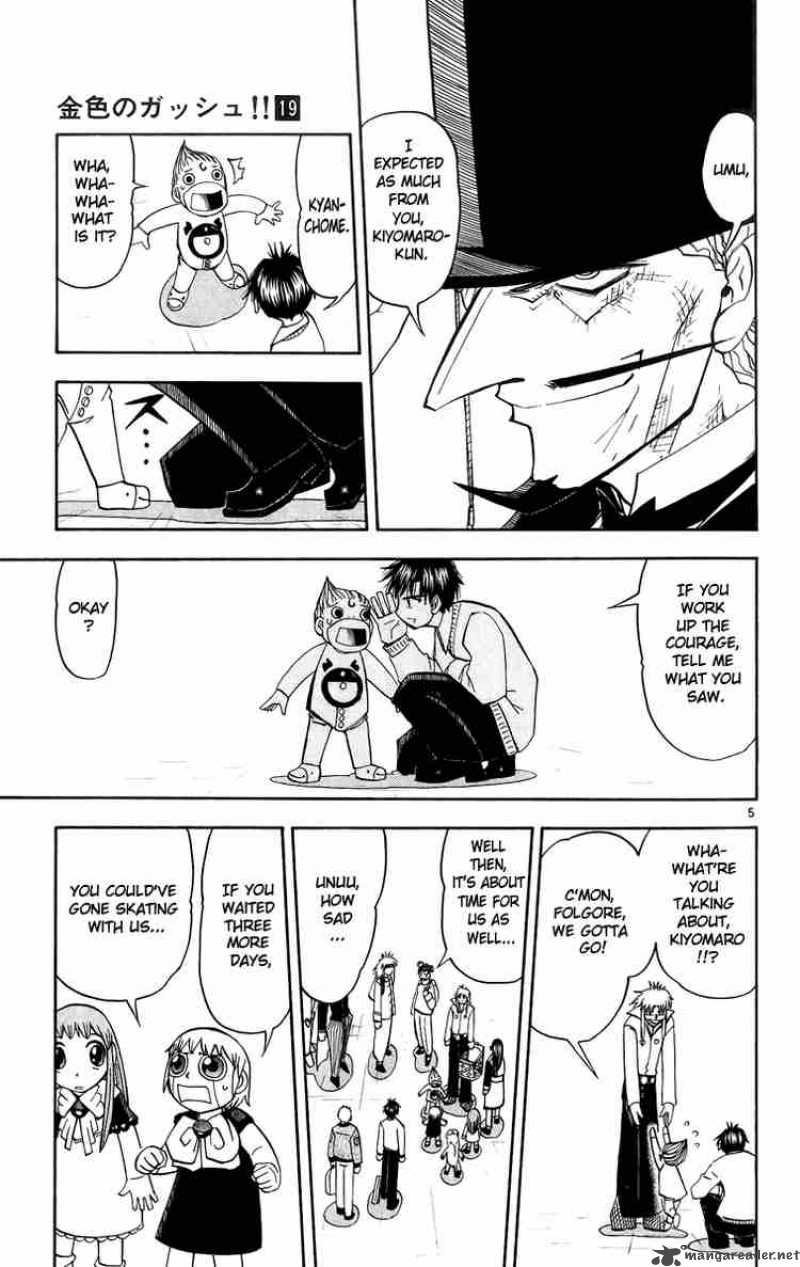 金色のガッシュ!! 19
UMU,
I
EXPECTED
AS MUCH
FROM
YOU,
KIYOMARO-
KUN.
KYAN-
CHOME.
WHA,
WHA-
WHA-
WHAT
IS IT?
ス…
IF YOU
WORK
UP THE
COURAGE,
TELL ME
WHAT YOU
SAW.
OKAY
?
5
WHA-
WHAT'RE
YOU
TALKING
ABOUT,
KIYOMARO
!!?
C'MON,
FOLGORE,
WE GOTTA
GO!
WELL
THEN,
IT'S ABOUT
TIME FOR
US AS
WELL...
UNUU,
HOW
SAD
...
IF YOU
WAITED
THREE
MORE
DAYS,
YOU COULD'VE
GONE SKATING
WITH US...
mangareader.net